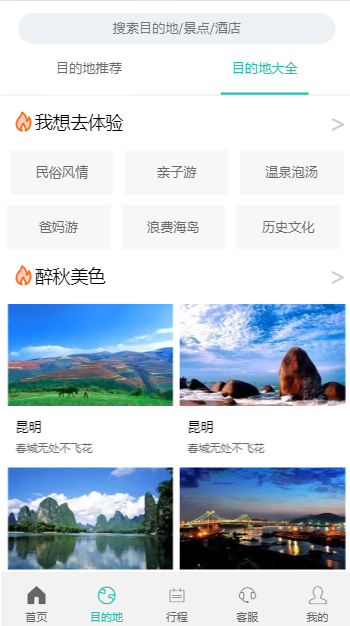 搜索目的地/景点/酒店
目的地推荐
目的地大全
我想去体验
>
民俗风情
亲子游
温泉泡汤
爸妈游
浪费海岛
历史文化
醉秋美色
>
昆明
昆明
春城无处不飞花
春城无处不飞花
首页
目的地
行程
客服
我的